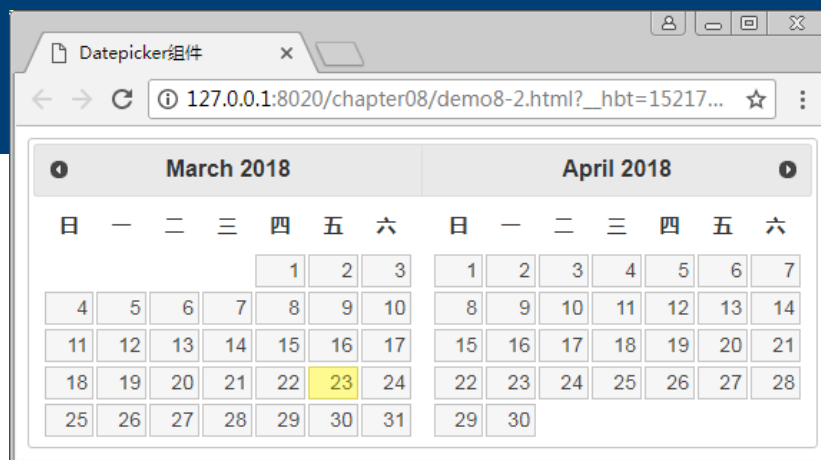 Datepicker组件
127.0.0.1:8020/chapter08/demo8-2.html?__hbt=15217...
March 2018 April 2018
日 一 二 三 四 五 六 日 一 二 三 四 五 六
1 2 3 1 2 3 4 5 6 7
4 5 6 7 8 9 10 8 9 10 11 12 13 14
11 12 13 14 15 16 17 15 16 17 18 19 20 21
18 19 20 21 22 23 24 22 23 24 25 26 27 28
25 26 27 28 29 30 31 29 30